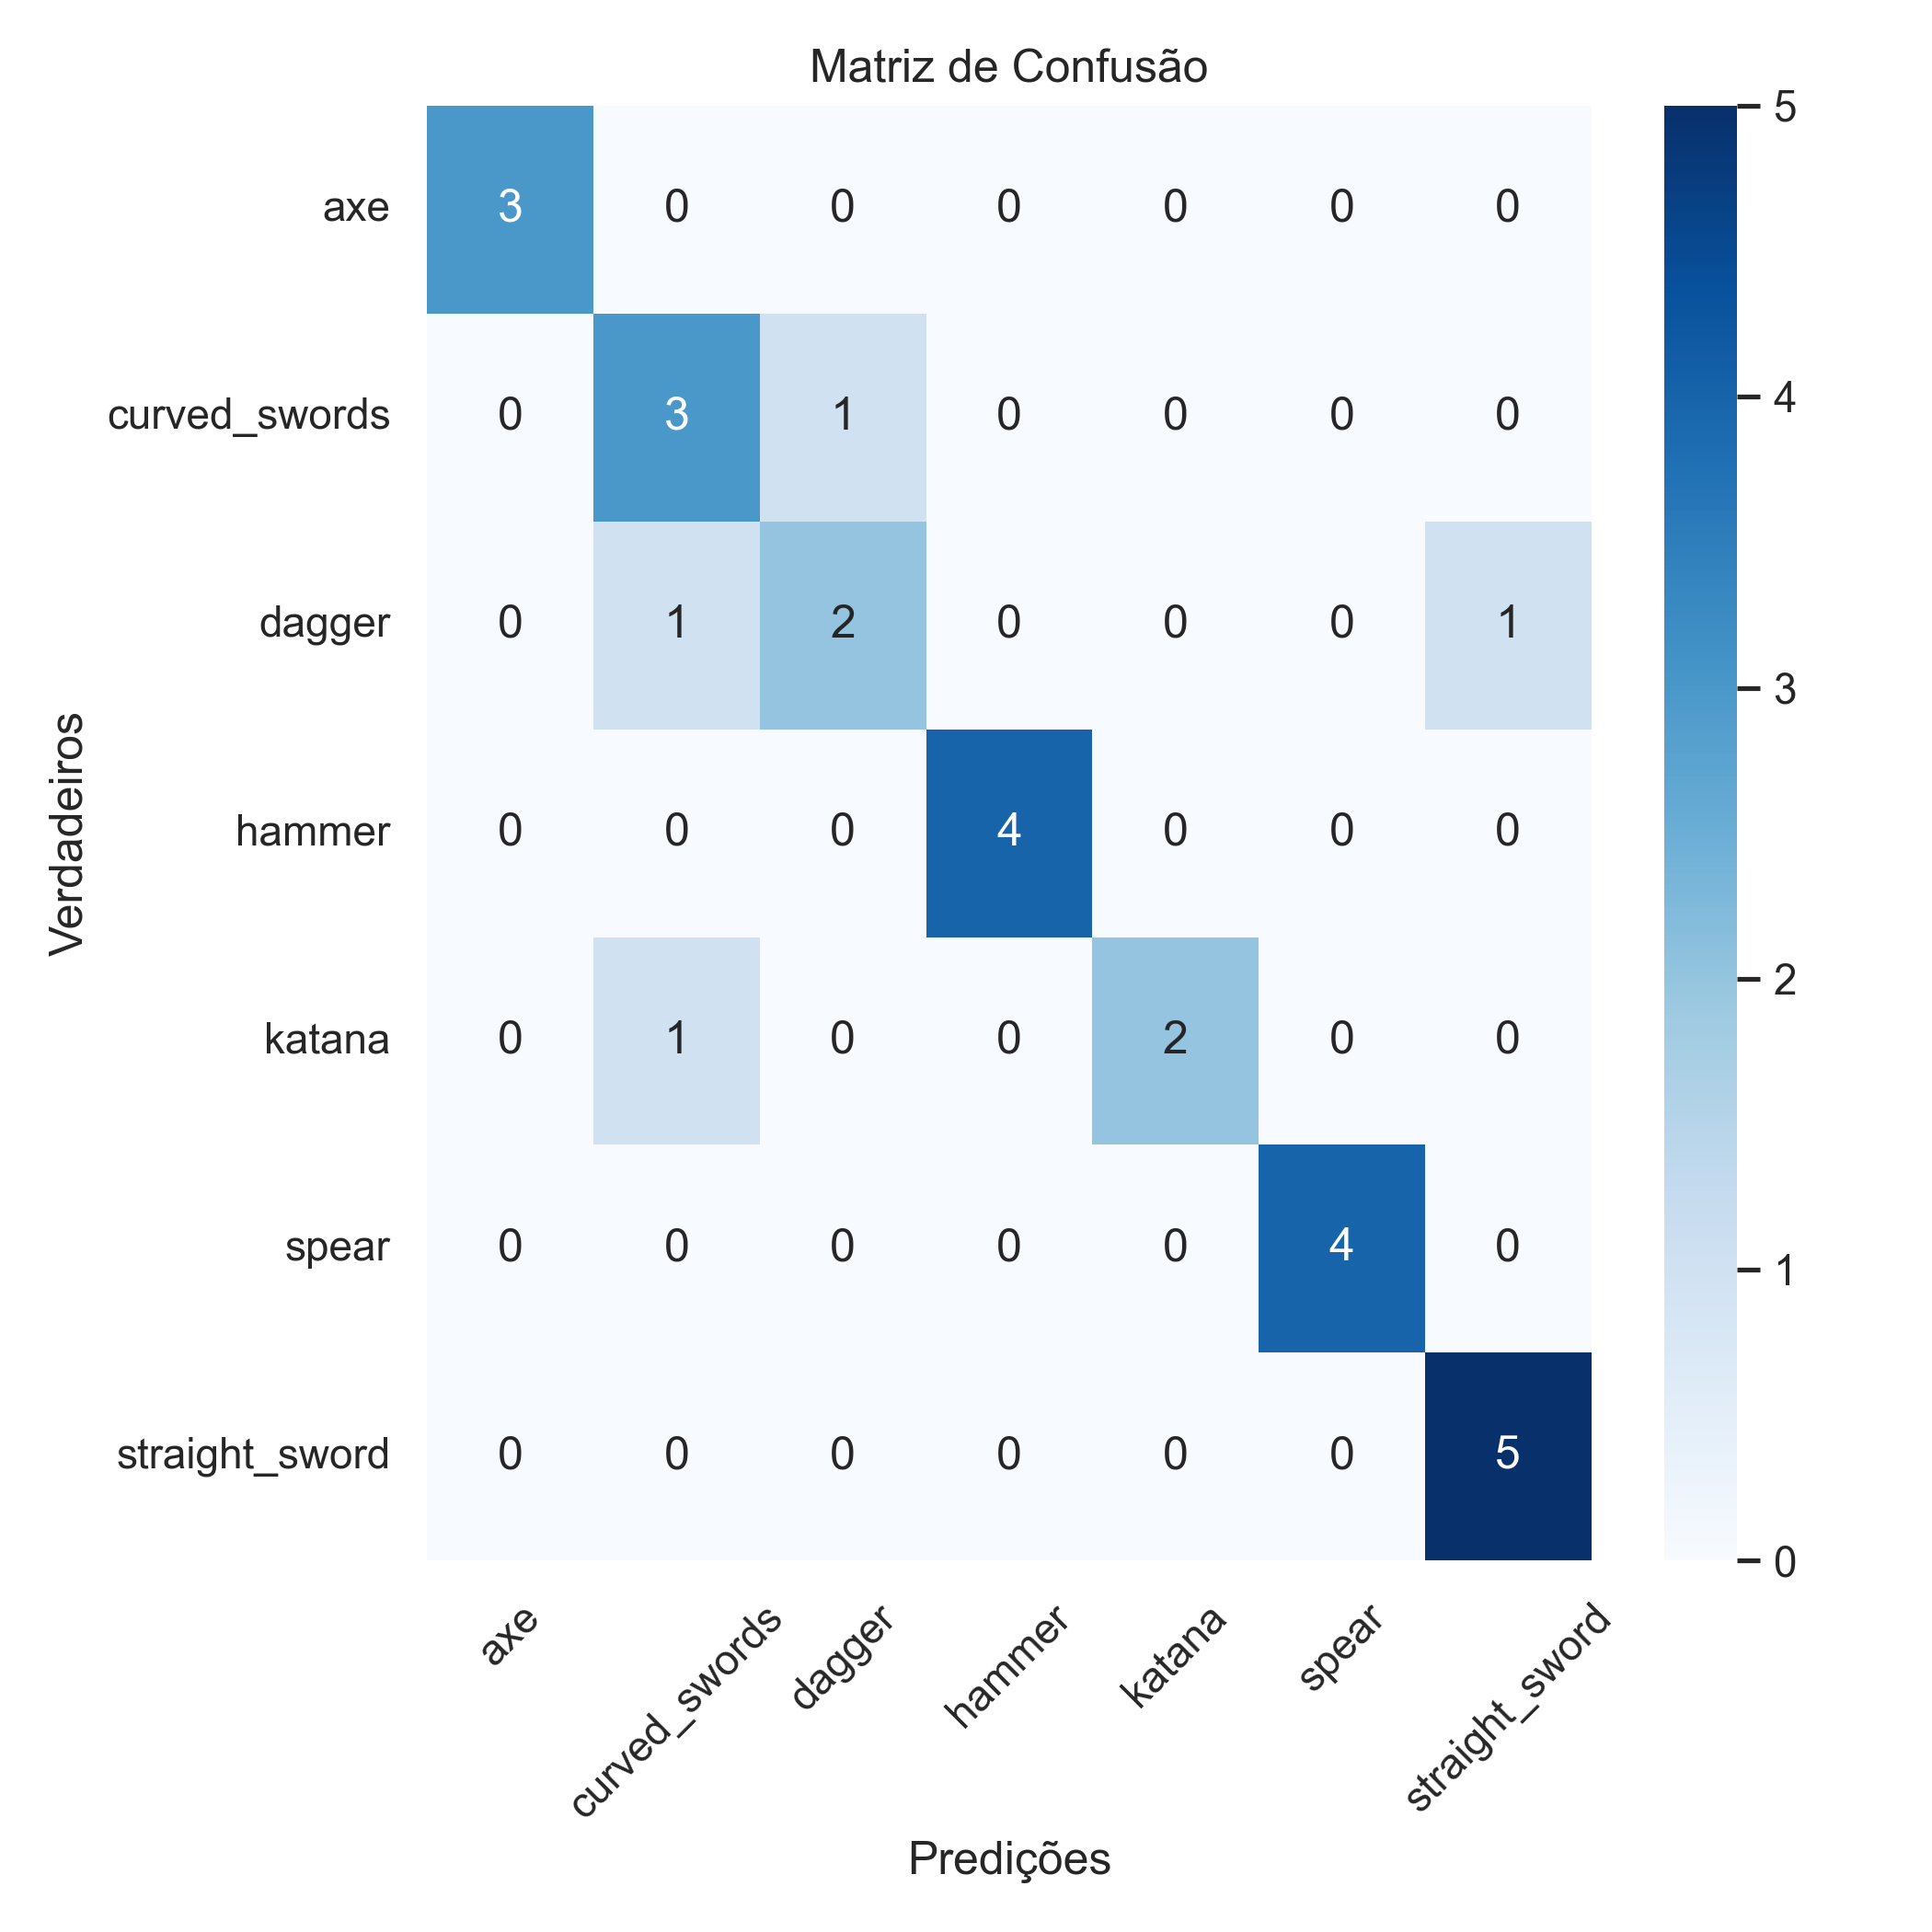 Matriz de Confusão
axe 3 0 0 0 0 0 0
curved_swords 0 3 1 0 0 0 0
dagger 0 1 2 0 0 0 1
hammer 0 0 0 4 0 0 0
katana 0 1 0 0 2 0 0
spear 0 0 0 0 0 4 0
straight_sword 0 0 0 0 0 0 5
Verdadeiros
axe curved_swords dagger hammer katana spear straight_sword
Predições
5
4
3
2
1
0